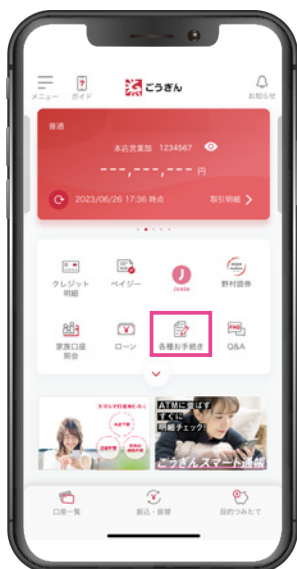 メニュー
ガイド
ごうぎん
お知らせ
普通
本店営業部 1234567
---,---,--- 円
2023/06/26 17:36 時点
取引明細
クレジット
明細
ペイジー
J
Jcoin
野村證券
家族口座
照会
ローン
各種お手続き
FAQ
Q&A
ATMに並ばず
すぐに
明細チェック!
ごうぎんスマート通帳
口座一覧
振込・振替
目的つみたて